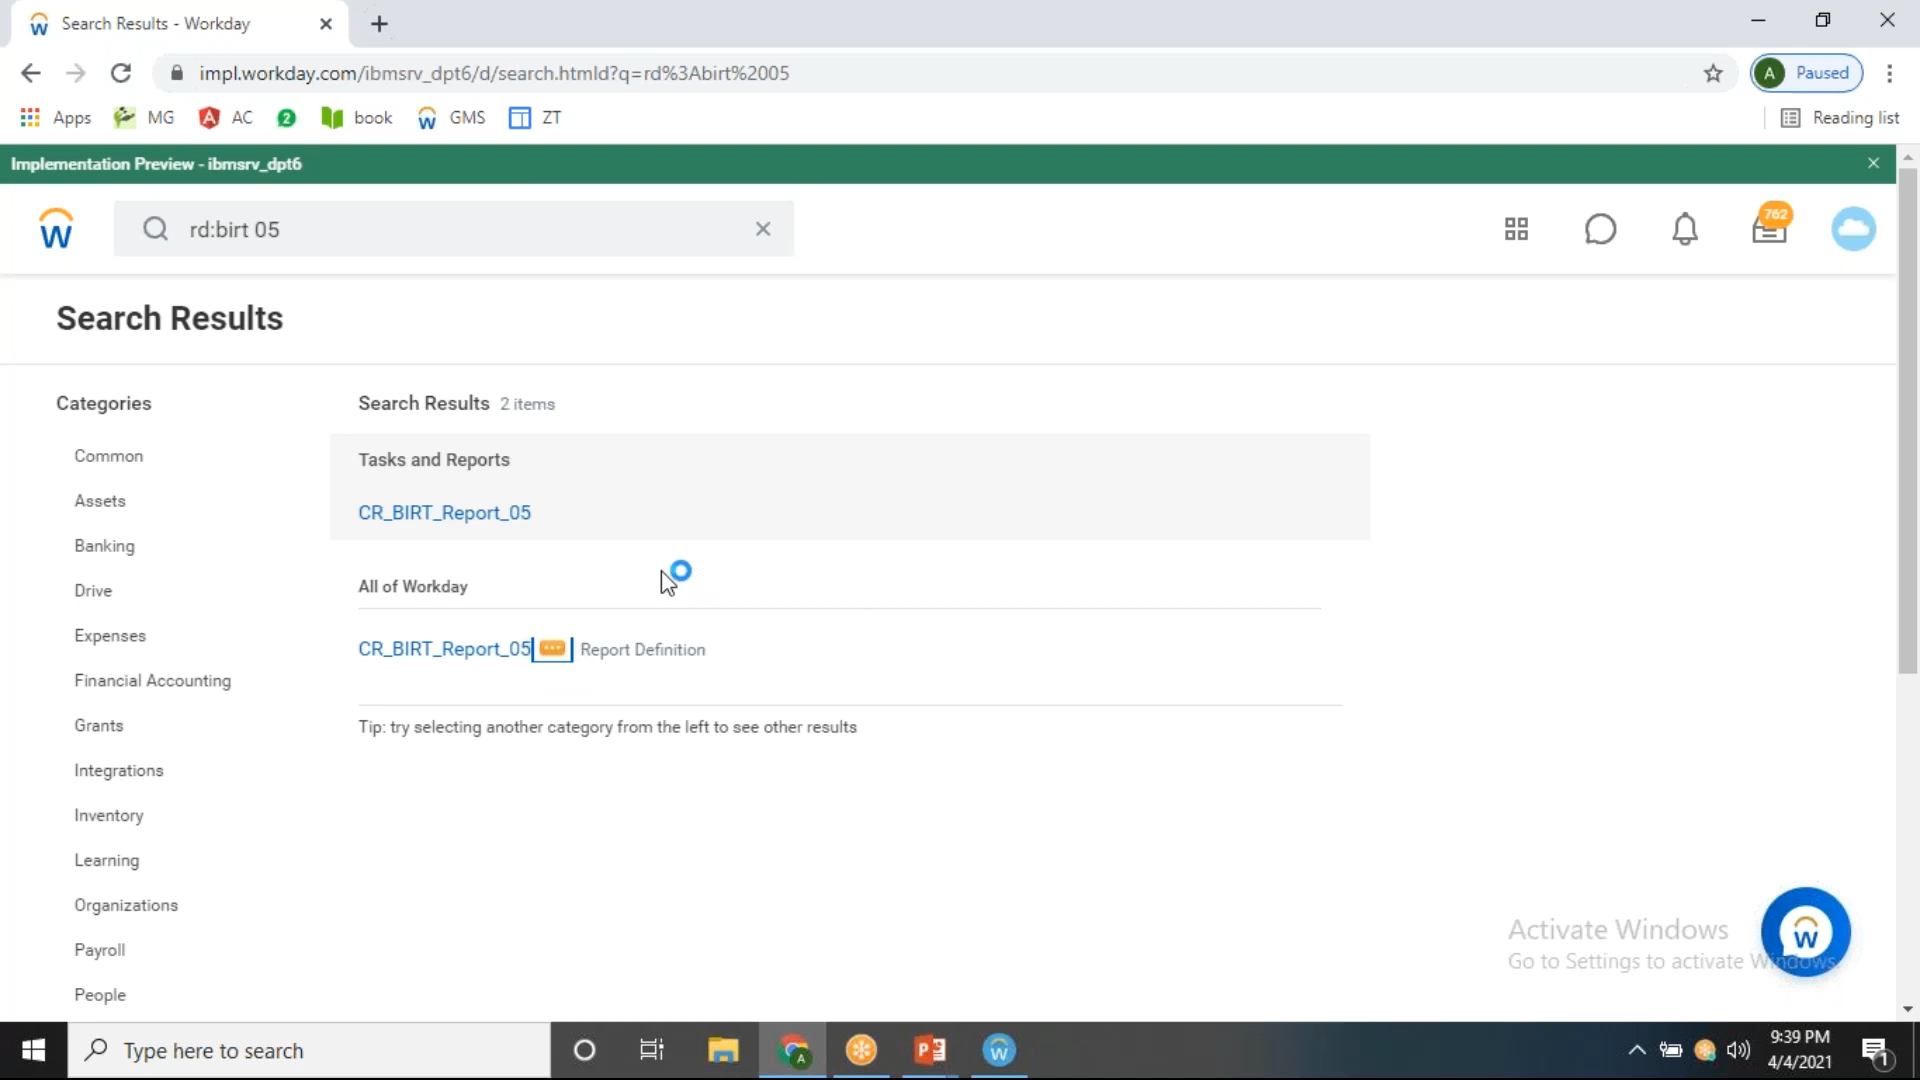 Search Results - Workday
impl.workday.com/ibmsrv_dpt6/d/search.htmld?q=rd%3Abirt%2005
A Paused
Apps MG AC 2 book GMS ZT
Reading list
Implementation Preview - ibmsrv_dpt6
rd:birt 05
762
Search Results
Categories
Common
Assets
Banking
Drive
Expenses
Financial Accounting
Grants
Integrations
Inventory
Learning
Organizations
Payroll
People
Search Results 2 items
Tasks and Reports
CR_BIRT_Report_05
All of Workday
CR_BIRT_Report_05 Report Definition
Tip: try selecting another category from the left to see other results
Activate Windows
Go to Settings to activate Windows.
Type here to search
9:39 PM
4/4/2021
1